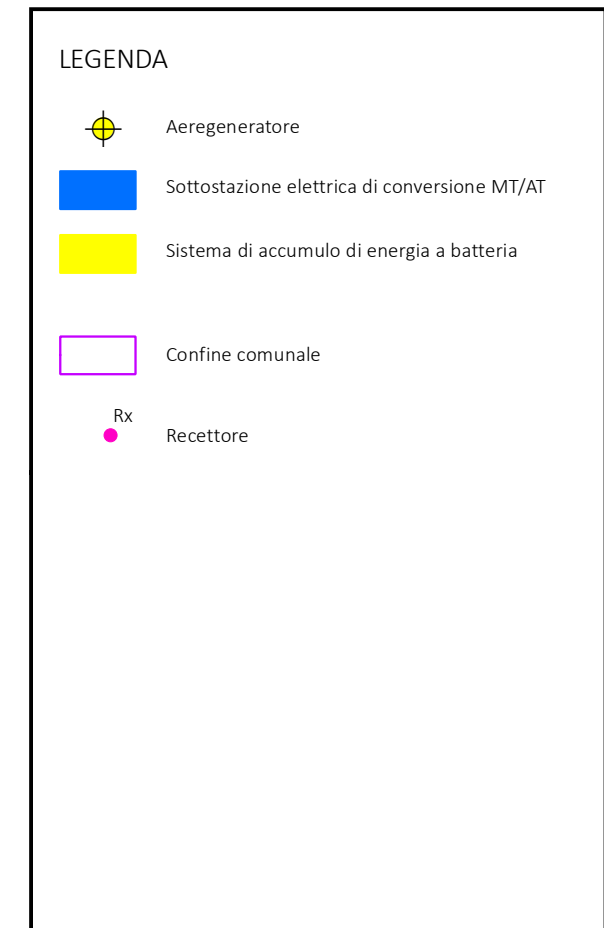 LEGENDA
Aeregeneratore
Sottostazione elettrica di conversione MT/AT
Sistema di accumulo di energia a batteria
Confine comunale
Rx
Recettore